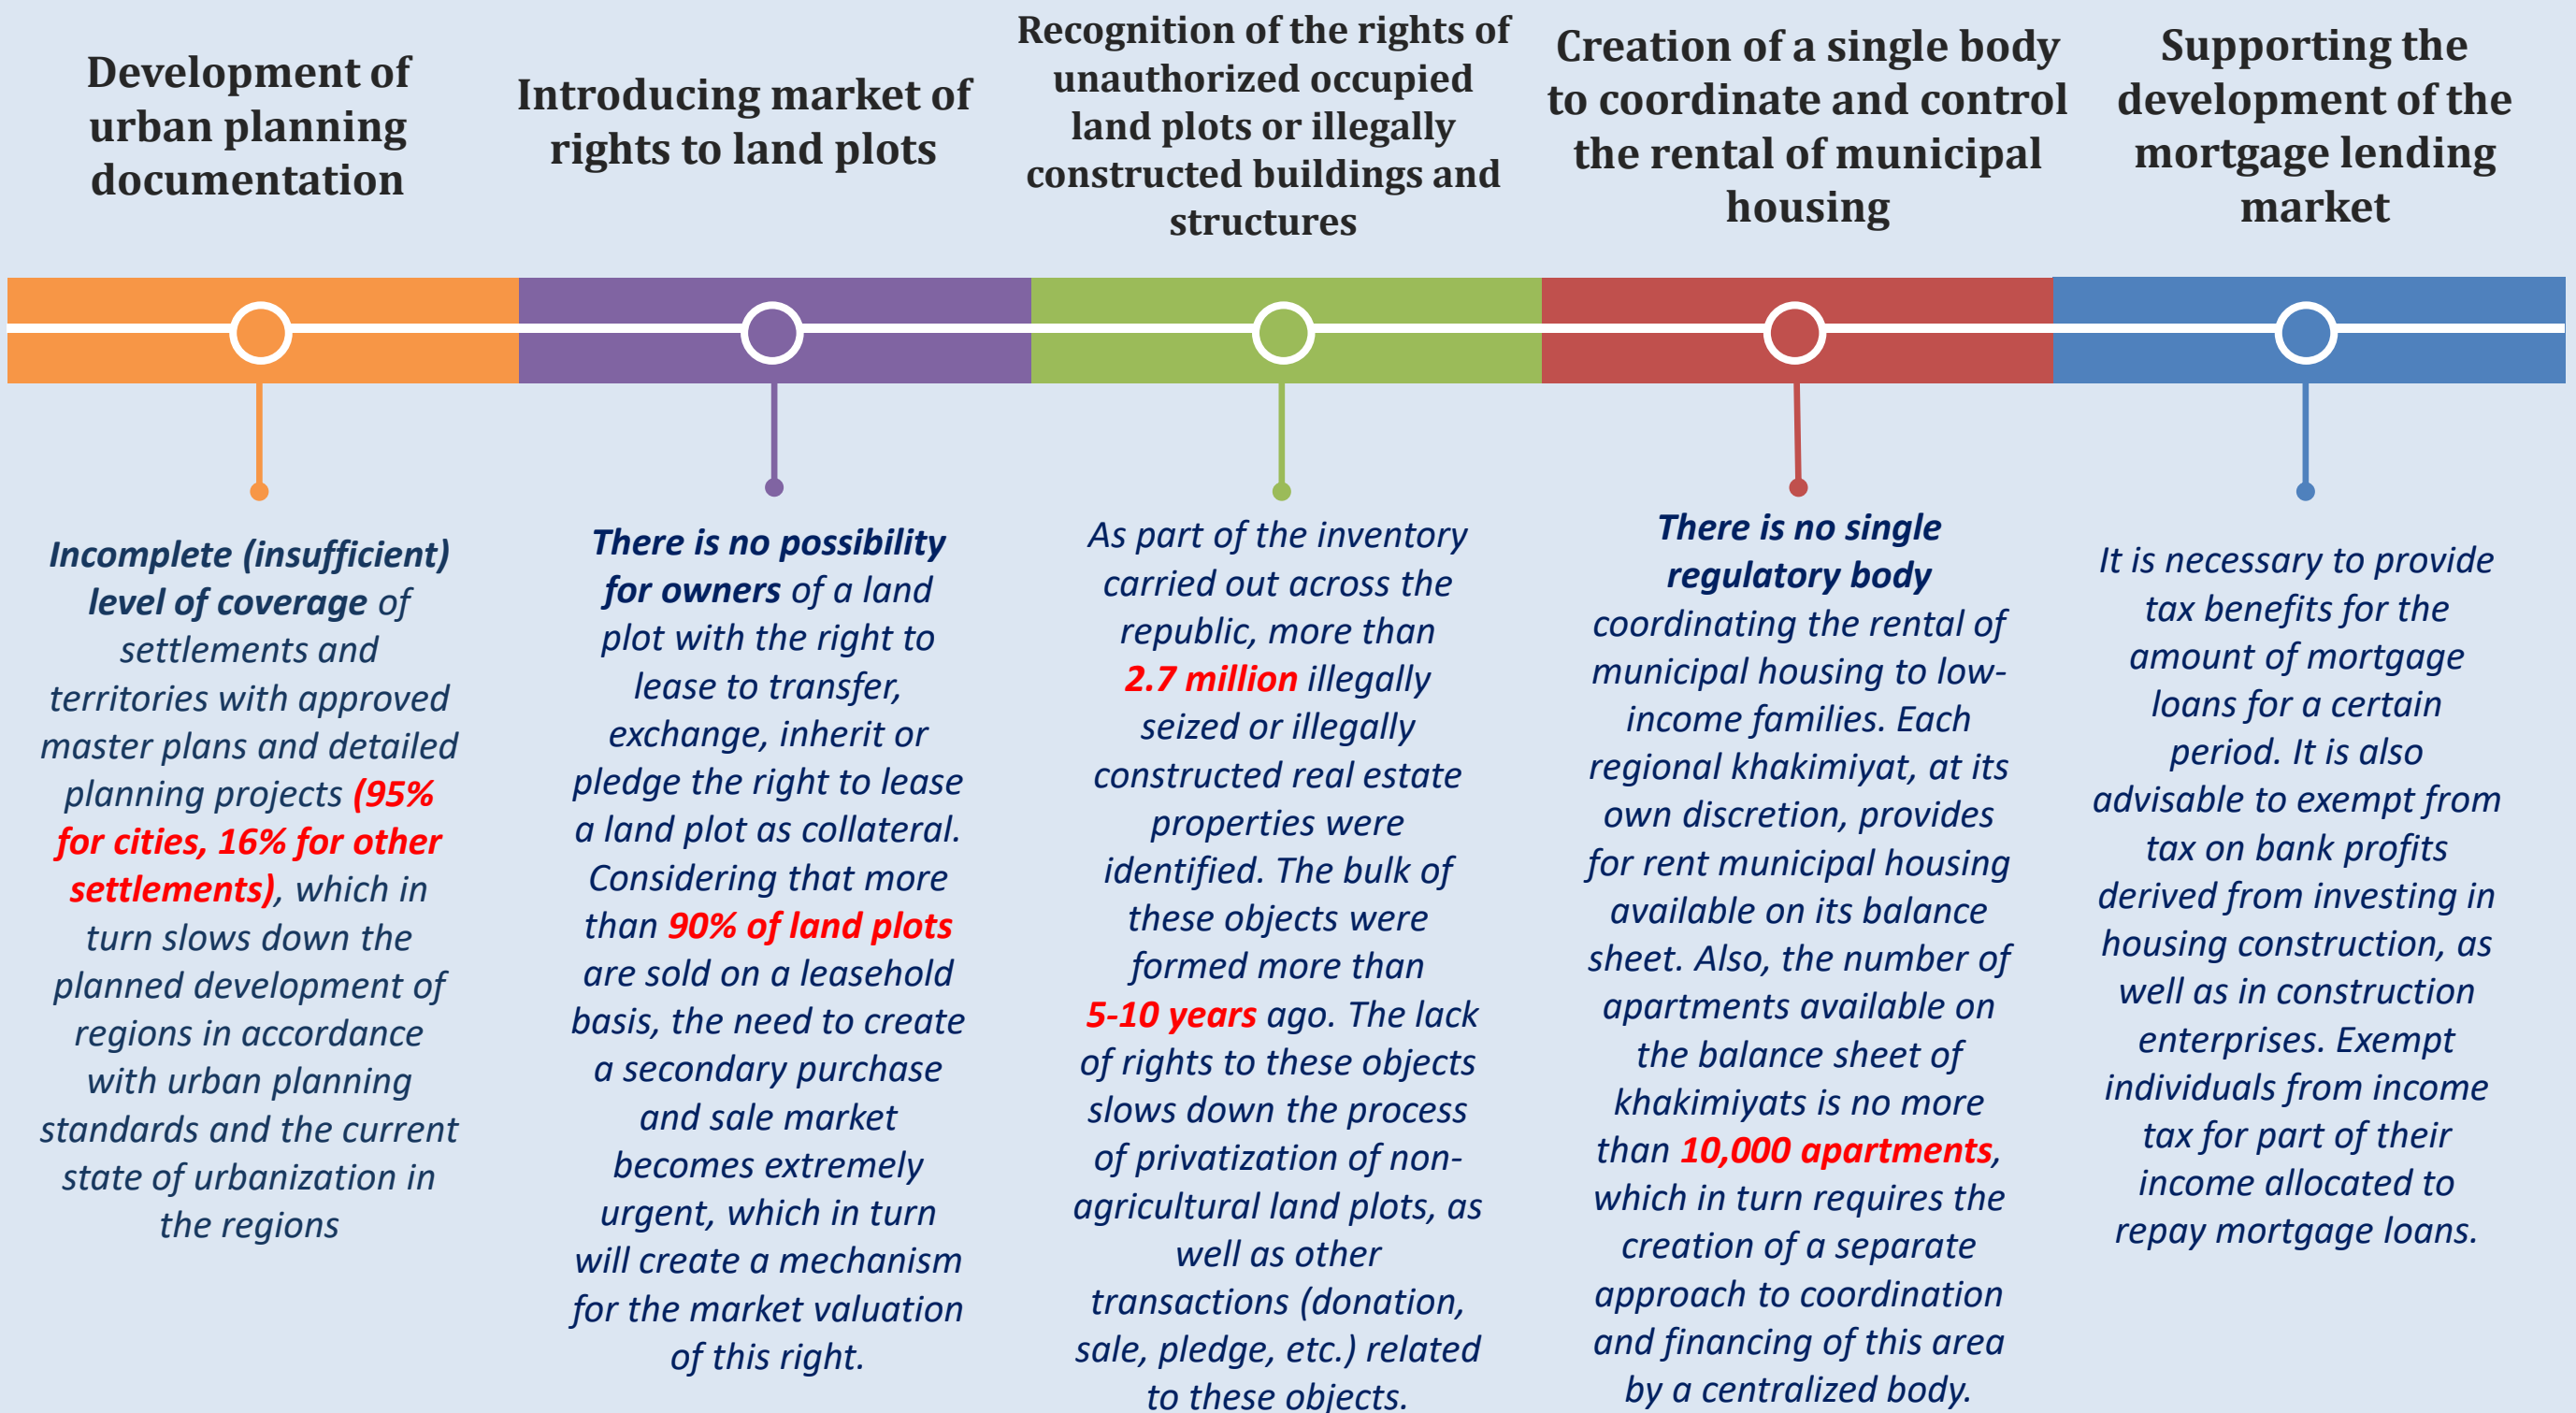 Development of
urban planning
documentation
Incomplete (insufficient)
level of coverage of
settlements and
territories with approved
master plans and detailed
planning projects (95%
for cities, 16% for other
settlements), which in
turn slows down the
planned development of
regions in accordance
with urban planning
standards and the current
state of urbanization in
the regions
Introducing market of
rights to land plots
There is no possibility
for owners of a land
plot with the right to
lease to transfer,
exchange, inherit or
pledge the right to lease
a land plot as collateral.
Considering that more
than 90% of land plots
are sold on a leasehold
basis, the need to create
a secondary purchase
and sale market
becomes extremely
urgent, which in turn
will create a mechanism
for the market valuation
of this right.
Recognition of the rights of
unauthorized occupied
land plots or illegally
constructed buildings and
structures
As part of the inventory
carried out across the
republic, more than
2.7 million illegally
seized or illegally
constructed real estate
properties were
identified. The bulk of
these objects were
formed more than
5-10 years ago. The lack
of rights to these objects
slows down the process
of privatization of non-
agricultural land plots, as
well as other
transactions (donation,
sale, pledge, etc.) related
to these objects.
Creation of a single body
to coordinate and control
the rental of municipal
housing
There is no single
regulatory body
coordinating the rental of
municipal housing to low-
income families. Each
regional khakimiyat, at its
own discretion, provides
for rent municipal housing
available on its balance
sheet. Also, the number of
apartments available on
the balance sheet of
khakimiyats is no more
than 10,000 apartments,
which in turn requires the
creation of a separate
approach to coordination
and financing of this area
by a centralized body.
Supporting the
development of the
mortgage lending
market
It is necessary to provide
tax benefits for the
amount of mortgage
loans for a certain
period. It is also
advisable to exempt from
tax on bank profits
derived from investing in
housing construction, as
well as in construction
enterprises. Exempt
individuals from income
tax for part of their
income allocated to
repay mortgage loans.